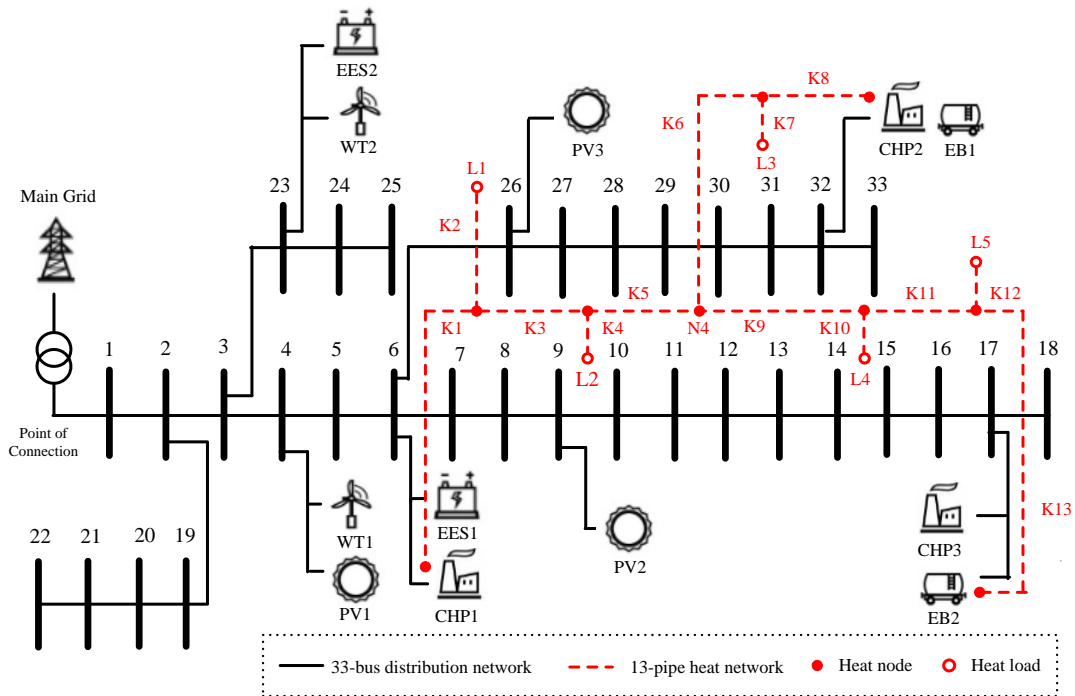 EES2
WT2
PV3
K8
K6
K7
CHP2
EB1
L3
L1
23
24
25
26
27
28
29
30
31
32
33
Main Grid
K2
L5
K5
K11
K12
K1
K3
K4
N4
K9
K10
1
2
3
4
5
6
7
8
9
10
11
12
13
14
15
16
17
18
L2
L4
Point of
Connection
EES1
WT1
K13
CHP3
PV2
22
21
20
19
PV1
CHP1
EB2
33-bus distribution network
13-pipe heat network
Heat node
Heat load